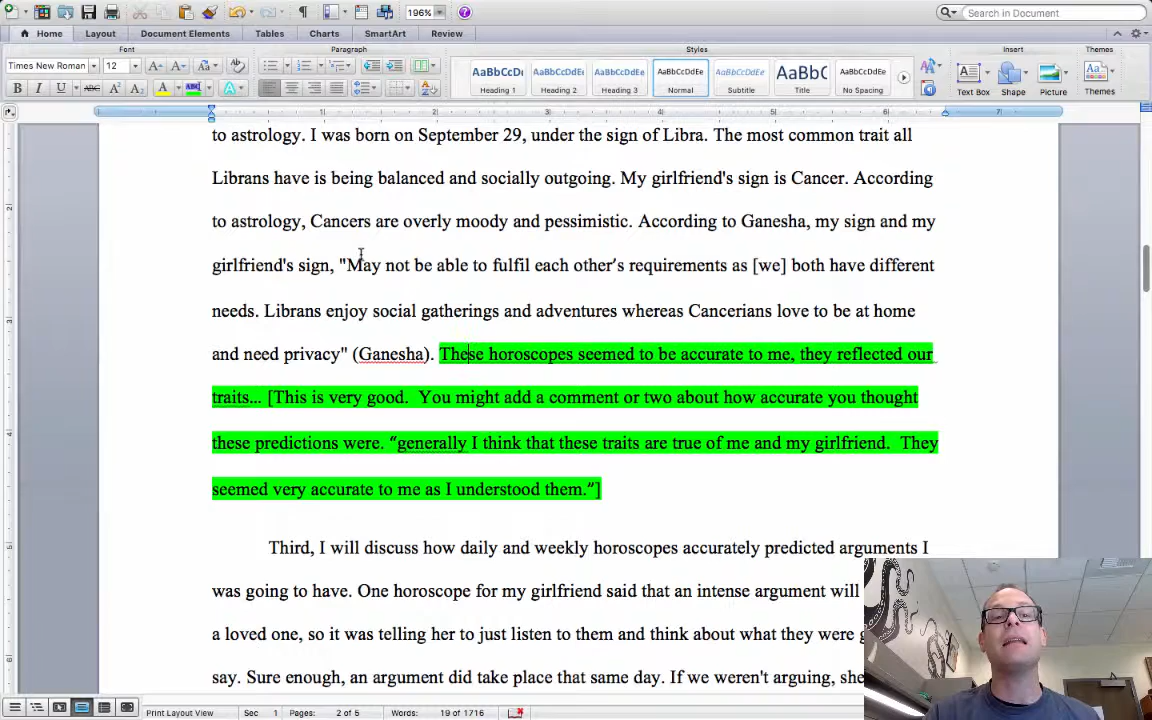 196%
Search in Document
Home Layout Document Elements Tables Charts SmartArt Review
Font Paragraph Styles Insert Themes
Times New Roman 12
AaBbCcDc AaBbCcDdEe AaBbCcDdEe AaBbCcDdEe AaBbCcDdEe AaBbC AaBbCcDdEe
Heading 1 Heading 2 Heading 3 Normal Subtitle Title No Spacing Text Box Shape Picture Themes
to astrology. I was born on September 29, under the sign of Libra. The most common trait all
Librans have is being balanced and socially outgoing. My girlfriend's sign is Cancer. According
to astrology, Cancers are overly moody and pessimistic. According to Ganesha, my sign and my
girlfriend's sign, "May not be able to fulfil each other's requirements as [we] both have different
needs. Librans enjoy social gatherings and adventures whereas Cancerians love to be at home
and need privacy" (Ganesha). These horoscopes seemed to be accurate to me, they reflected our
traits... [This is very good. You might add a comment or two about how accurate you thought
these predictions were. “generally I think that these traits are true of me and my girlfriend. They
seemed very accurate to me as I understood them.”]
Third, I will discuss how daily and weekly horoscopes accurately predicted arguments I
was going to have. One horoscope for my girlfriend said that an intense argument will
a loved one, so it was telling her to just listen to them and think about what they were g
say. Sure enough, an argument did take place that same day. If we weren't arguing, she
Print Layout View Sec 1 Pages: 2 of 5 Words: 19 of 1716